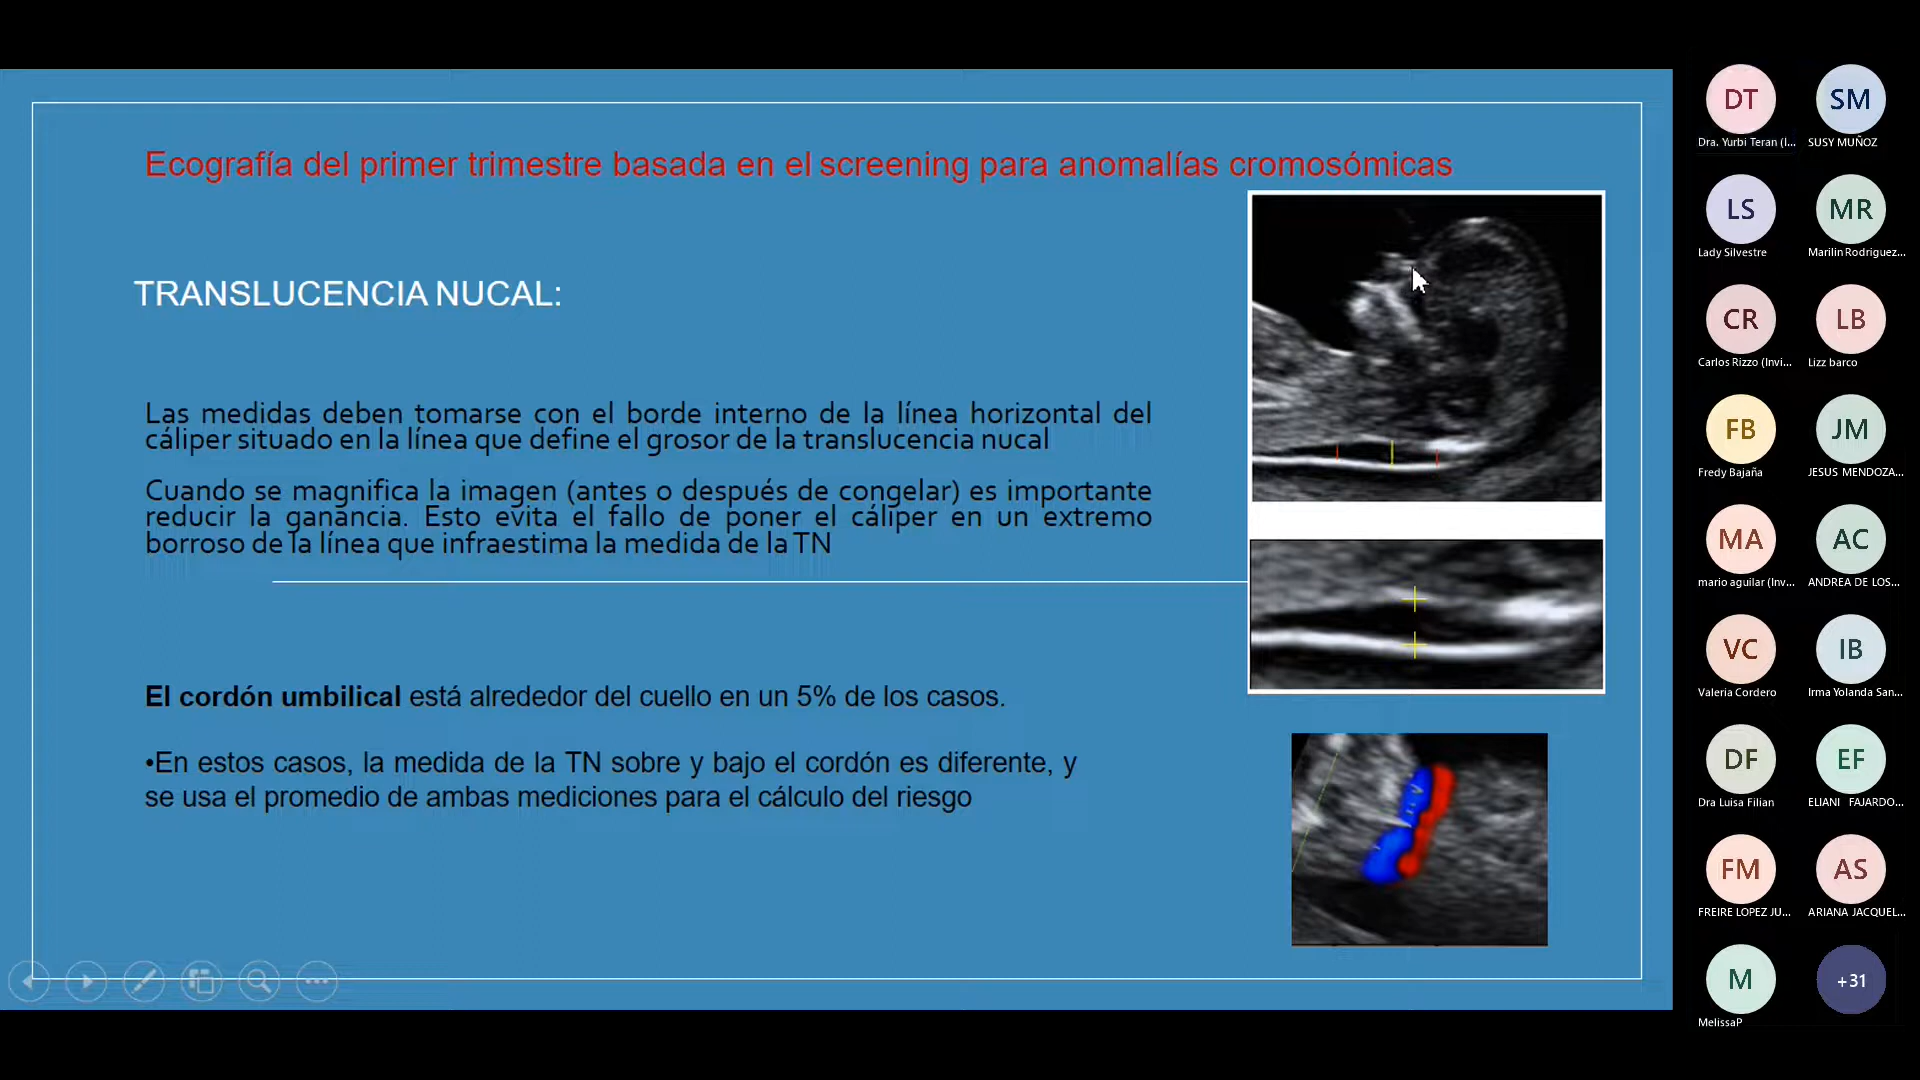 Ecografía del primer trimestre basada en el screening para anomalías cromosómicas
TRANSLUCENCIA NUCAL:
Las medidas deben tomarse con el borde interno de la línea horizontal del
cáliper situado en la línea que define el grosor de la translucencia nucal
Cuando se magnifica la imagen (antes o después de congelar) es importante
reducir la ganancia. Esto evita el fallo de poner el cáliper en un extremo
borroso de la línea que infraestima la medida de la TN
El cordón umbilical está alrededor del cuello en un 5% de los casos.
•En estos casos, la medida de la TN sobre y bajo el cordón es diferente, y
se usa el promedio de ambas mediciones para el cálculo del riesgo
DT
Dra. Yurbi Teran (I...
SM
SUSY MUÑOZ
LS
Lady Silvestre
MR
Marilin Rodriguez...
CR
Carlos Rizzo (Invi...
LB
Lizz barco
FB
Fredy Bajaña
JM
JESUS MENDOZA...
MA
mario aguilar (Inv...
AC
ANDREA DE LOS...
VC
Valeria Cordero
IB
Irma Yolanda San...
DF
Dra Luisa Filian
EF
ELIANI FAJARDO...
FM
FREIRE LOPEZ JU...
AS
ARIANA JACQUEL...
M
MelissaP
+31